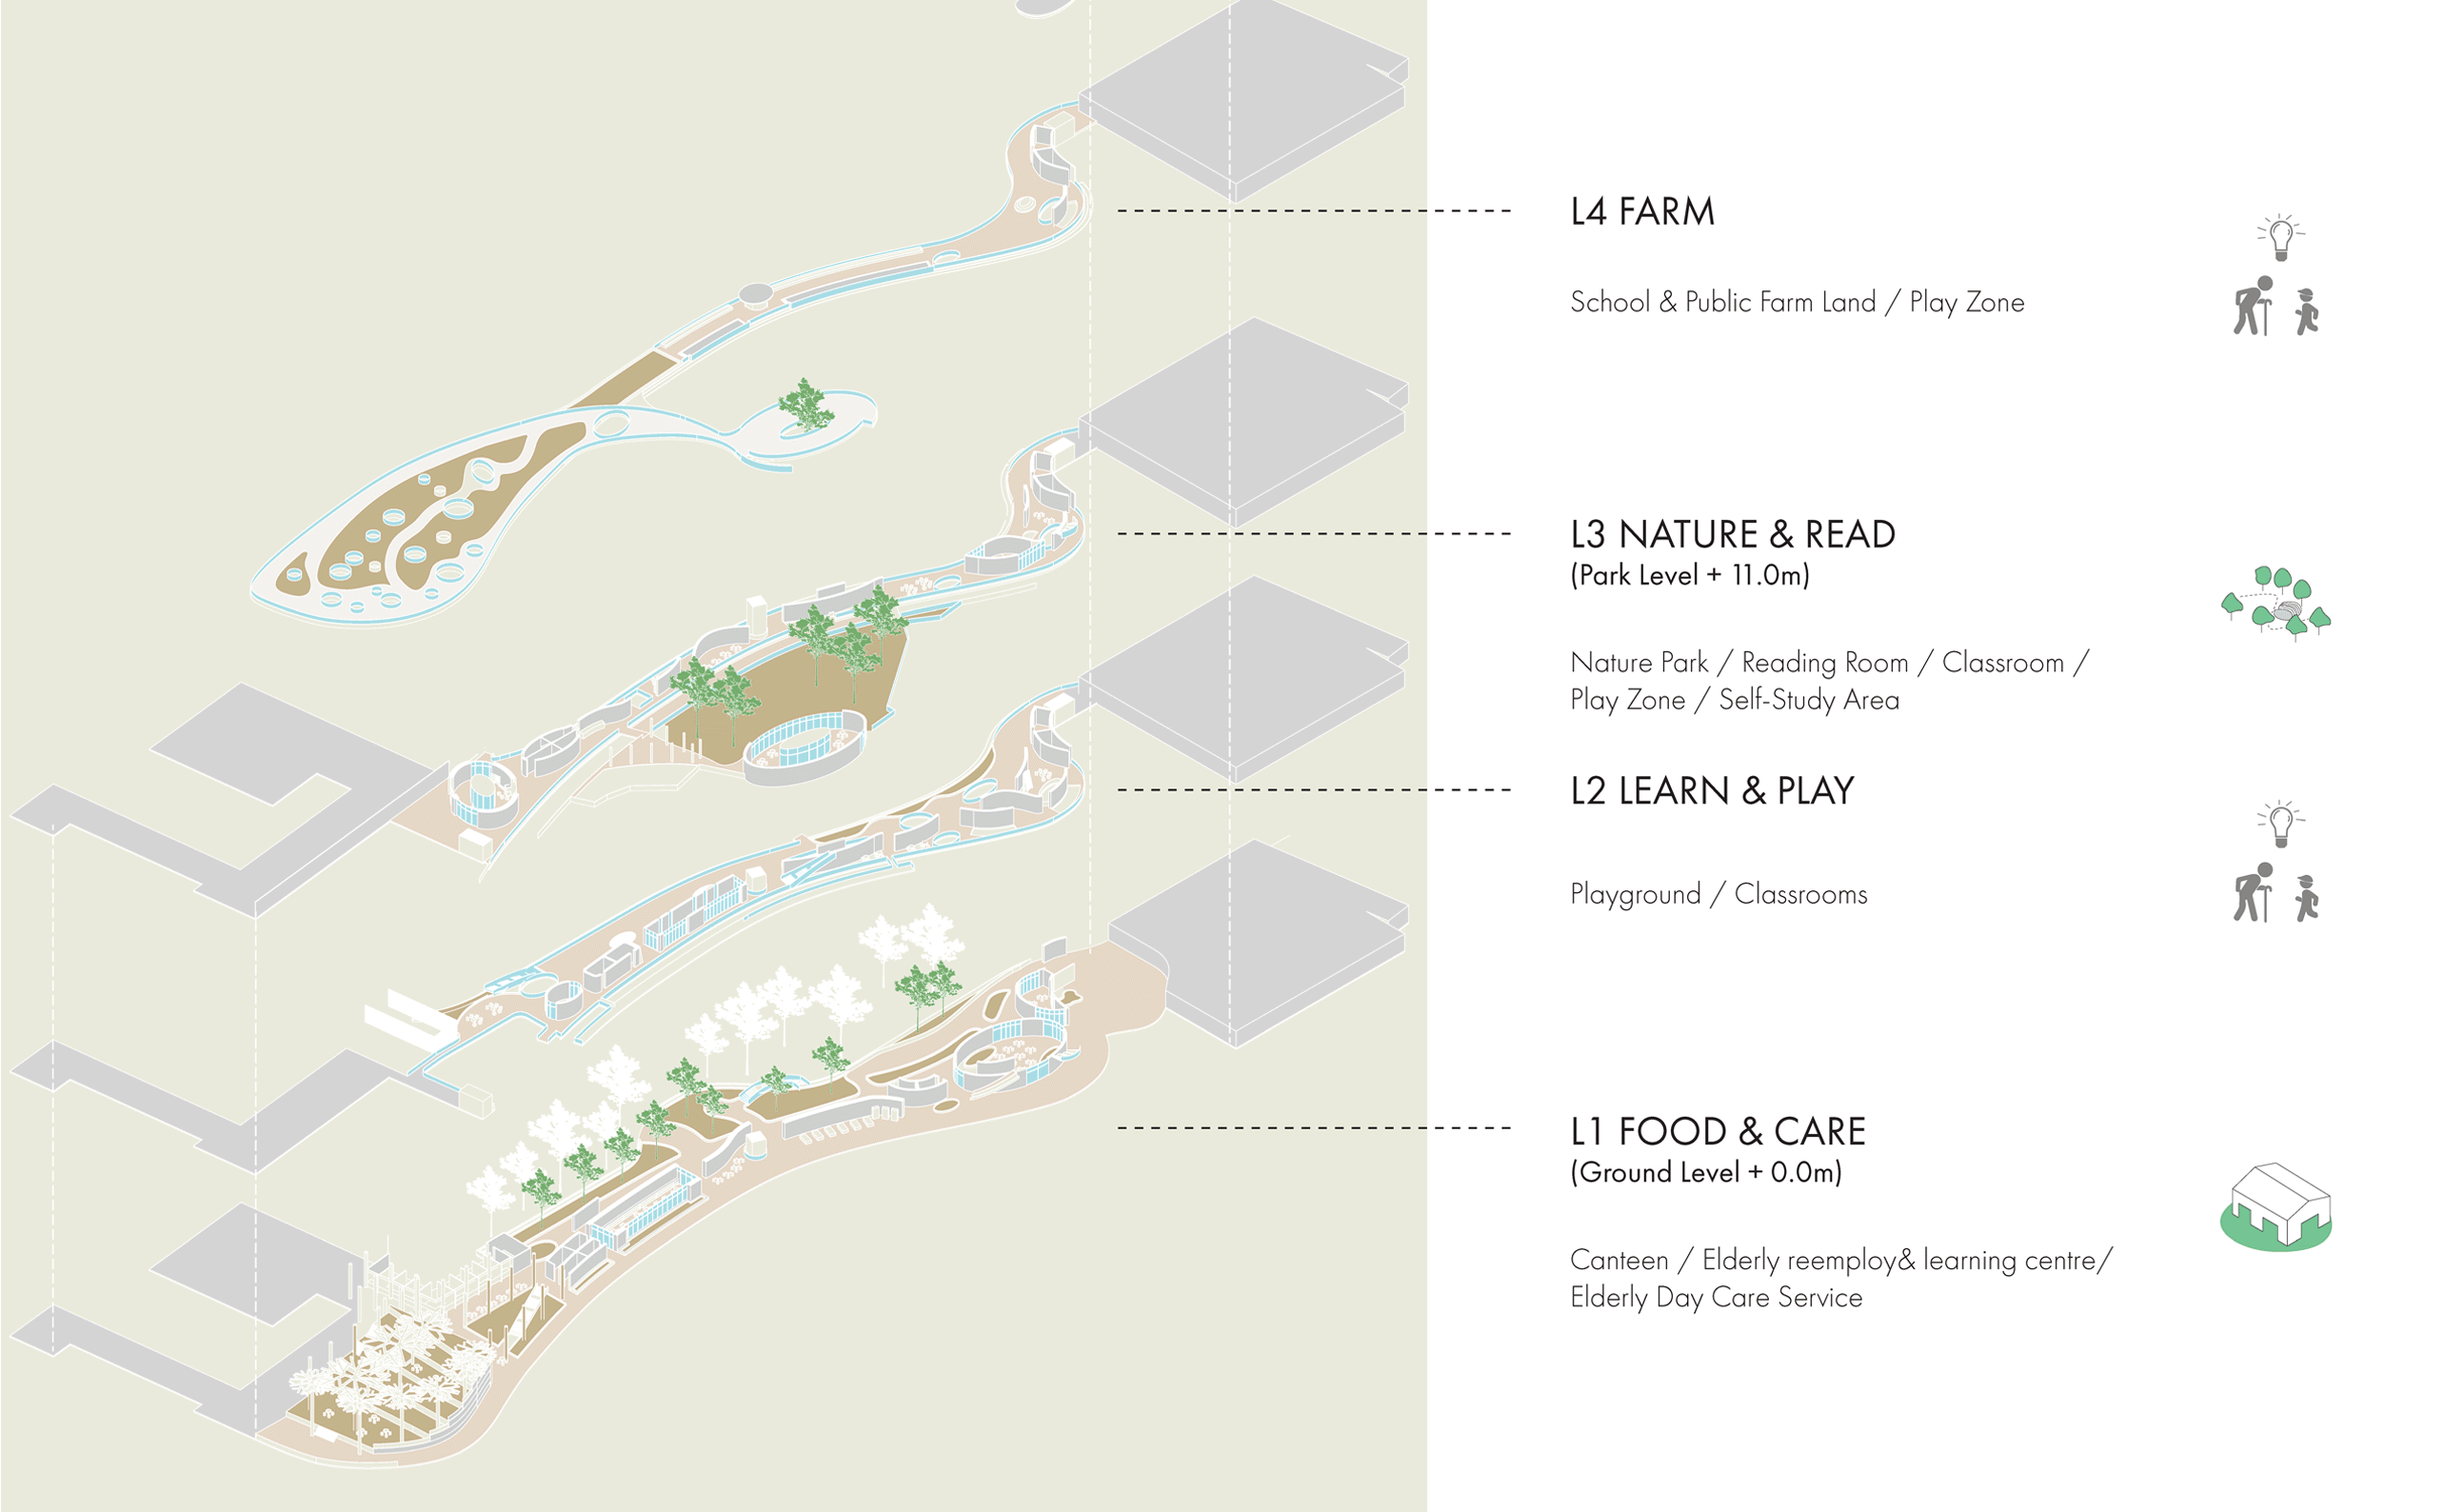 L4 FARM
School & Public Farm Land / Play Zone
L3 NATURE & READ
(Park Level + 11.0m)
Nature Park / Reading Room / Classroom /
Play Zone / Self-Study Area
L2 LEARN & PLAY
Playground / Classrooms
L1 FOOD & CARE
(Ground Level + 0.0m)
Canteen / Elderly reemploy& learning centre/
Elderly Day Care Service